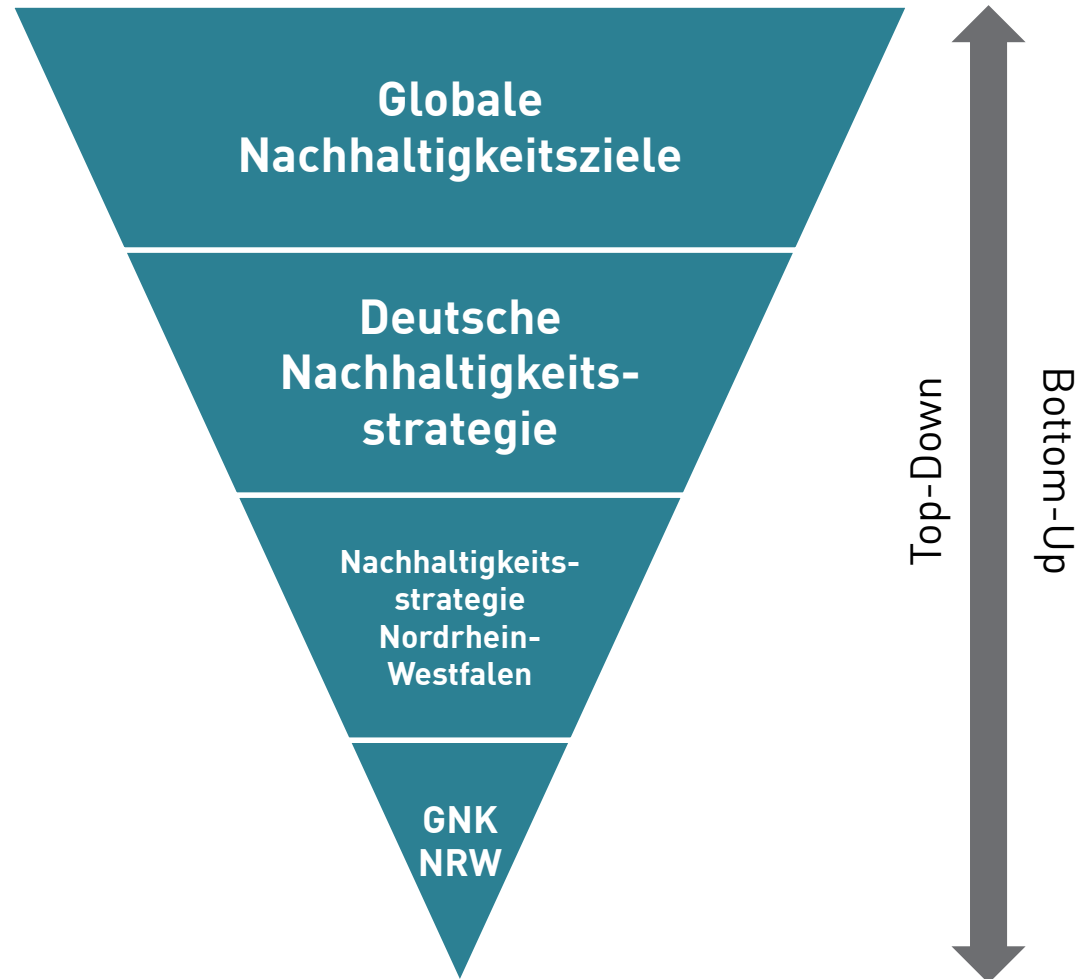 Globale
Nachhaltigkeitsziele
Deutsche
Nachhaltigkeits-
strategie
Nachhaltigkeits-
strategie
Nordrhein-
Westfalen
GNK
NRW
Top-Down
Bottom-Up